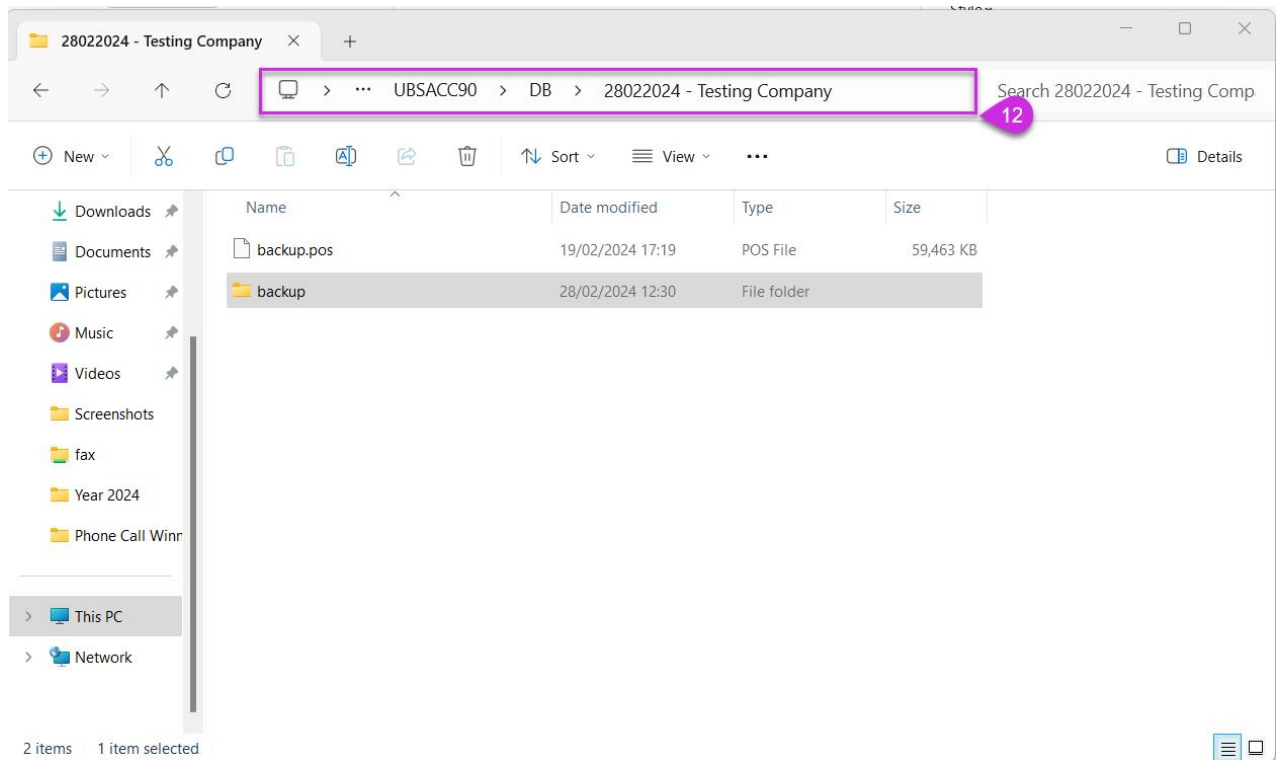 28022024 - Testing Company
UBSACC90 > DB > 28022024 - Testing Company
Search 28022024 - Testing Comp
12
New
Sort
View
Details
Name
Date modified
Type
Size
Downloads
backup.pos
19/02/2024 17:19
POS File
59,463 KB
Documents
backup
28/02/2024 12:30
File folder
Pictures
Music
Videos
Screenshots
fax
Year 2024
Phone Call Winn
This PC
Network
2 items
1 item selected